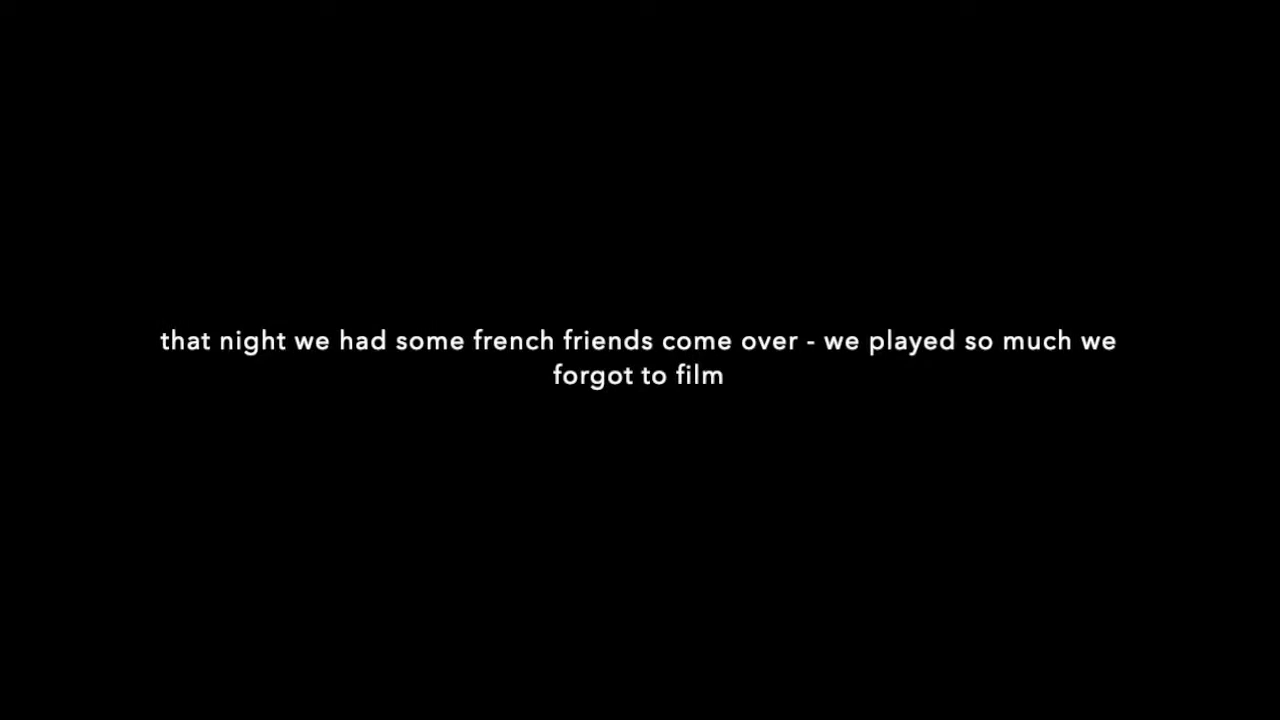 that night we had some french friends come over - we played so much we
forgot to film